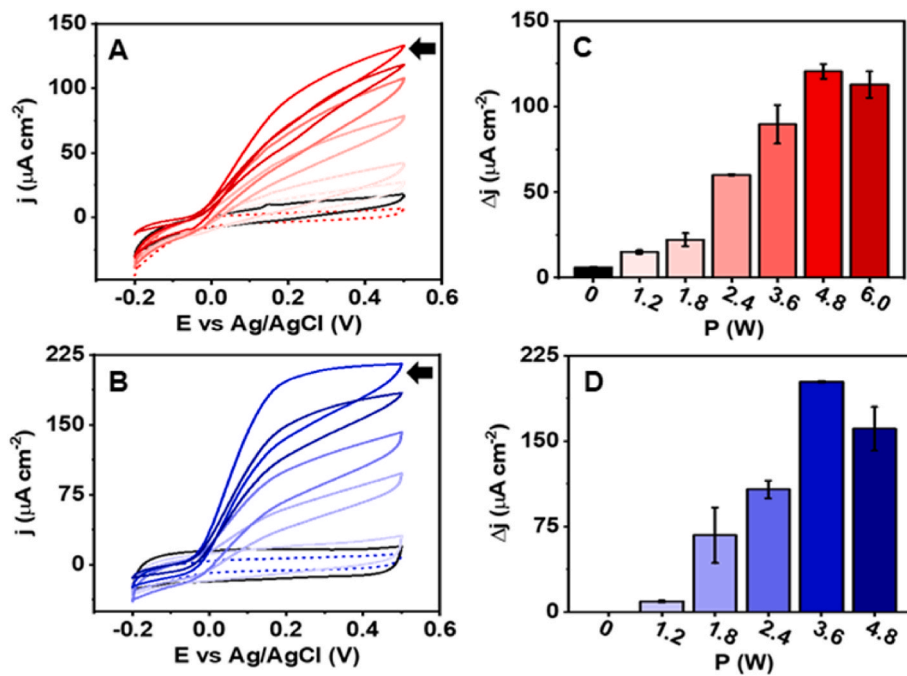 A
150
100
50
0
j (µA cm⁻²)
-0.2 0.0 0.2 0.4 0.6
E vs Ag/AgCl (V)
C
150
100
50
0
Δj (µA cm⁻²)
0 1.2 1.8 2.4 3.6 4.8 6.0
P (W)
B
225
150
75
0
j (µA cm⁻²)
-0.2 0.0 0.2 0.4 0.6
E vs Ag/AgCl (V)
D
225
150
75
0
Δj (µA cm⁻²)
0 1.2 1.8 2.4 3.6 4.8
P (W)